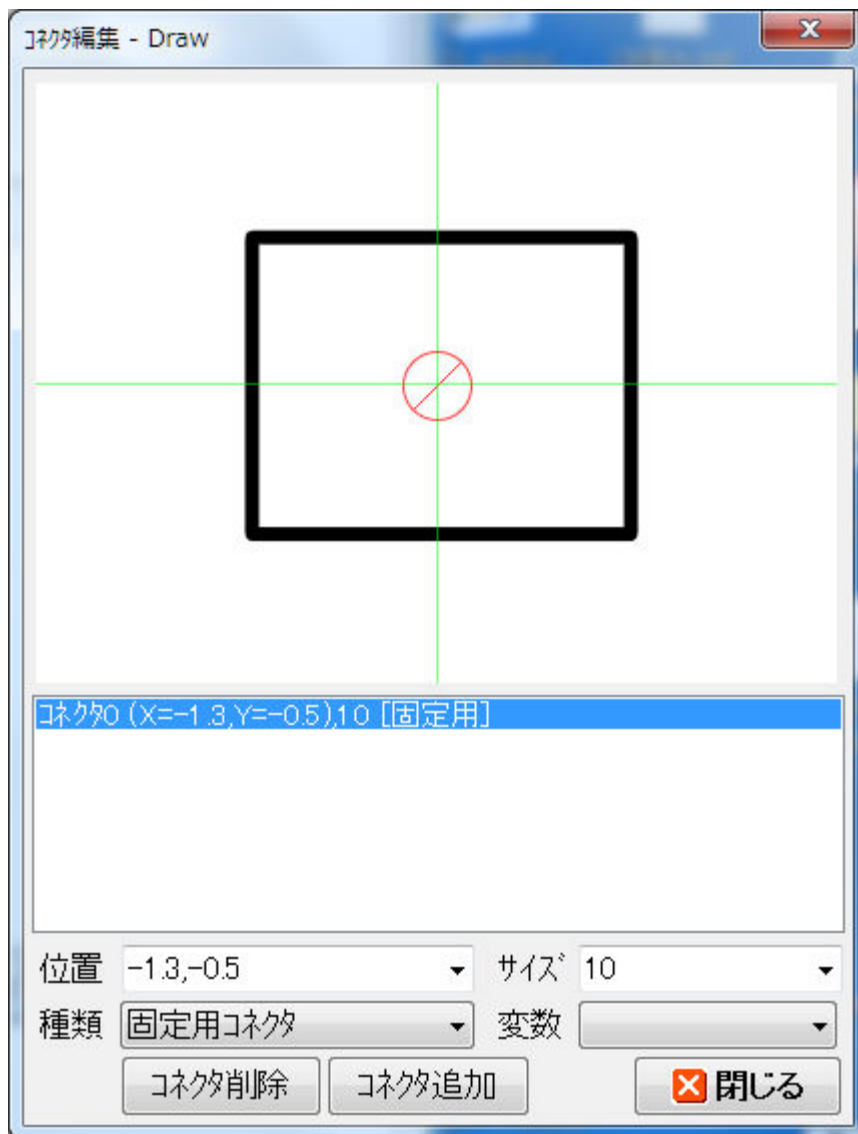 ｺﾈｸﾀ編集 - Draw
ｺﾈｸﾀ0 (X=-1.3,Y=-0.5),10 [固定用]
位置 -1.3,-0.5 ｻｲｽﾞ 10
種類 固定用ｺﾈｸﾀ 変数
ｺﾈｸﾀ削除 ｺﾈｸﾀ追加 閉じる